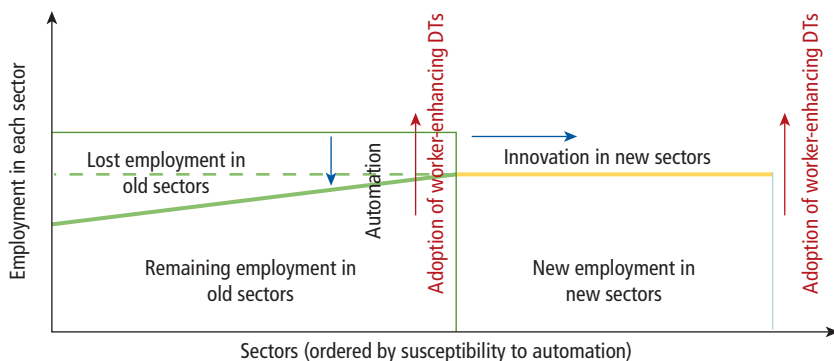 Employment in each sector
Lost employment in
old sectors
Automation
Adoption of worker-enhancing DTs
Innovation in new sectors
Adoption of worker-enhancing DTs
Remaining employment in
old sectors
New employment in
new sectors
Sectors (ordered by susceptibility to automation)